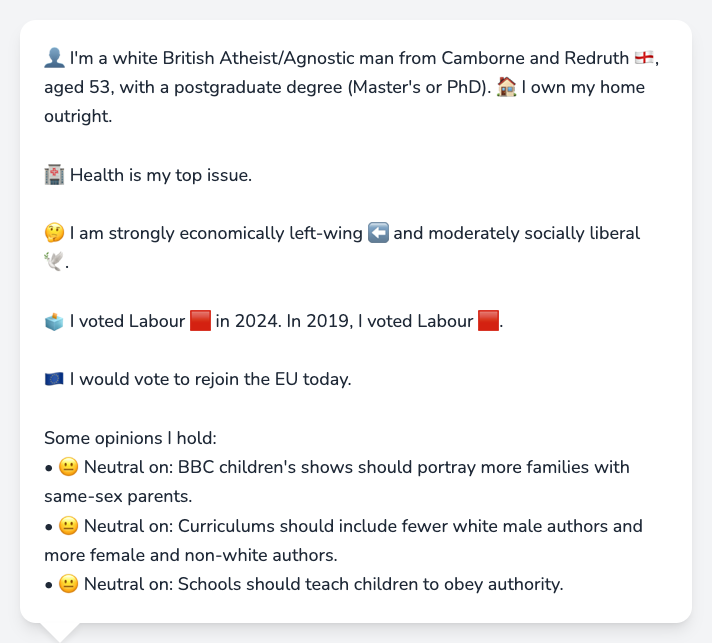 👤 I'm a white British Atheist/Agnostic man from Camborne and Redruth 🏴󠁧󠁢󠁥󠁮󠁧󠁿,
aged 53, with a postgraduate degree (Master's or PhD). 🏠 I own my home
outright.
🏥 Health is my top issue.
🤔 I am strongly economically left-wing ⬅️ and moderately socially liberal
🕊️.
🗳️ I voted Labour 🟥 in 2024. In 2019, I voted Labour 🟥.
🇪🇺 I would vote to rejoin the EU today.
Some opinions I hold:
• 😐 Neutral on: BBC children's shows should portray more families with
same-sex parents.
• 😐 Neutral on: Curriculums should include fewer white male authors and
more female and non-white authors.
• 😐 Neutral on: Schools should teach children to obey authority.